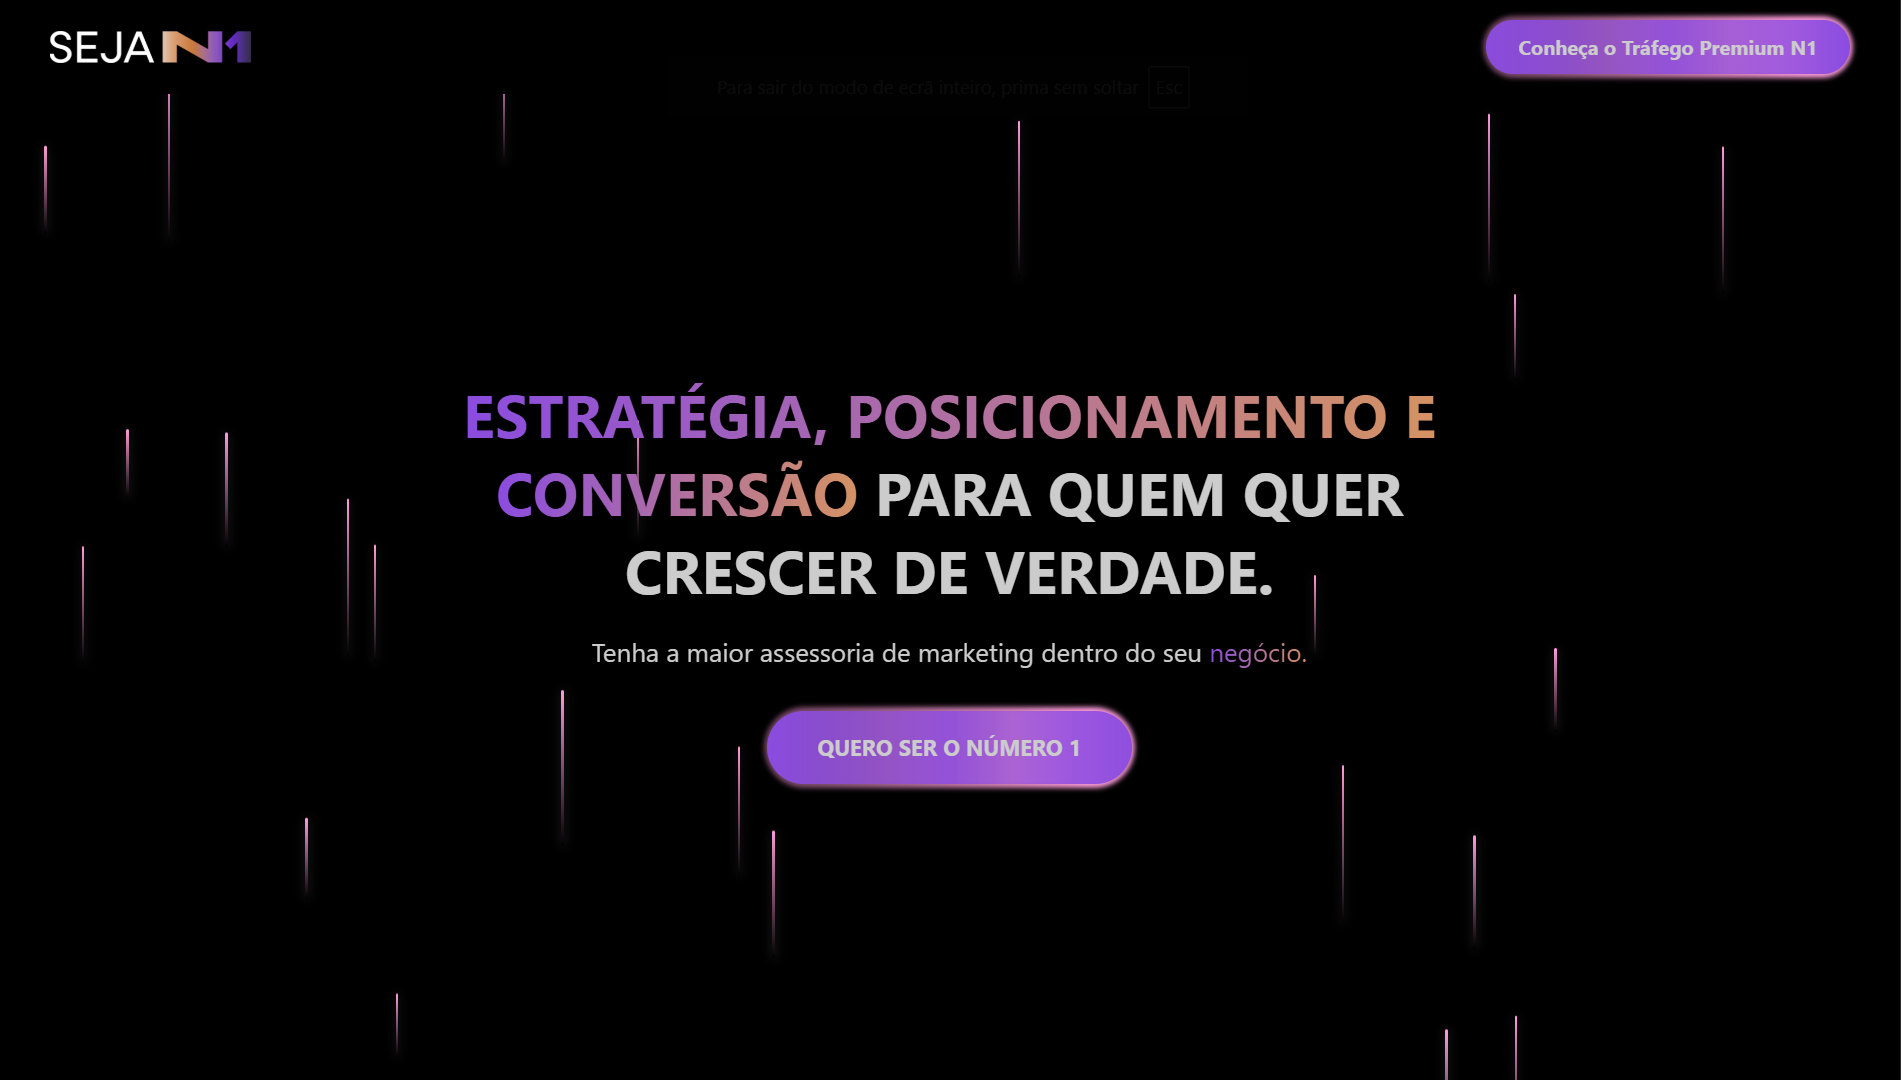 SEJA N1
Conheça o Tráfego Premium N1
Para sair do modo de ecrã inteiro, prima sem soltar Esc
ESTRATÉGIA, POSICIONAMENTO E
CONVERSÃO PARA QUEM QUER
CRESCER DE VERDADE.
Tenha a maior assessoria de marketing dentro do seu negócio.
QUERO SER O NÚMERO 1